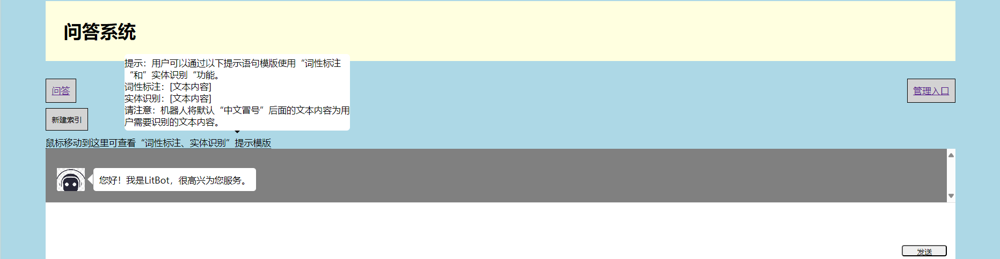 问答系统
提示：用户可以通过以下提示语句模版使用“词性标注
“和”实体识别“功能。
词性标注：[文本内容]
实体识别：[文本内容]
请注意：机器人将默认“中文冒号”后面的文本内容为用
户需要识别的文本内容。
问答
管理入口
新建索引
鼠标移动到这里可查看“词性标注、实体识别”提示模版
您好！我是LitBot，很高兴为您服务。
发送